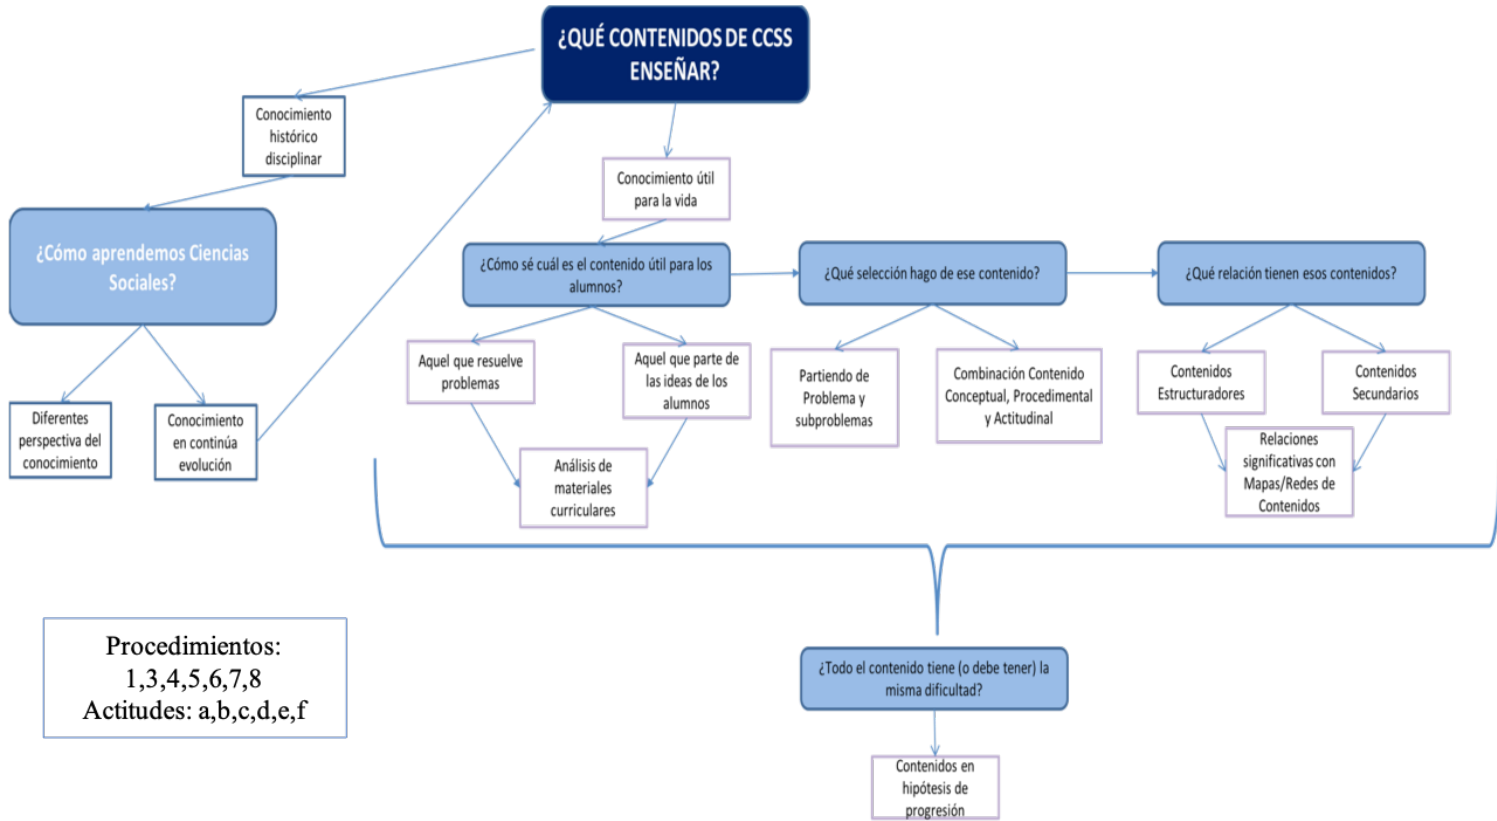 ¿QUÉ CONTENIDOS DE CCSS
ENSEÑAR?
Conocimiento
histórico
disciplinar
Conocimiento útil
para la vida
¿Cómo aprendemos Ciencias
Sociales?
¿Cómo sé cuál es el contenido útil para los
alumnos?
¿Qué selección hago de ese contenido?
¿Qué relación tienen esos contenidos?
Aquel que resuelve
problemas
Aquel que parte de
las ideas de los
alumnos
Partiendo de
Problema y
subproblemas
Combinación Contenido
Conceptual, Procedimental
y Actitudinal
Contenidos
Estructuradores
Contenidos
Secundarios
Diferentes
perspectiva del
conocimiento
Conocimiento
en continúa
evolución
Análisis de
materiales
curriculares
Relaciones
significativas con
Mapas/Redes de
Contenidos
Procedimientos:
1,3,4,5,6,7,8
Actitudes: a,b,c,d,e,f
¿Todo el contenido tiene (o debe tener) la
misma dificultad?
Contenidos en
hipótesis de
progresión